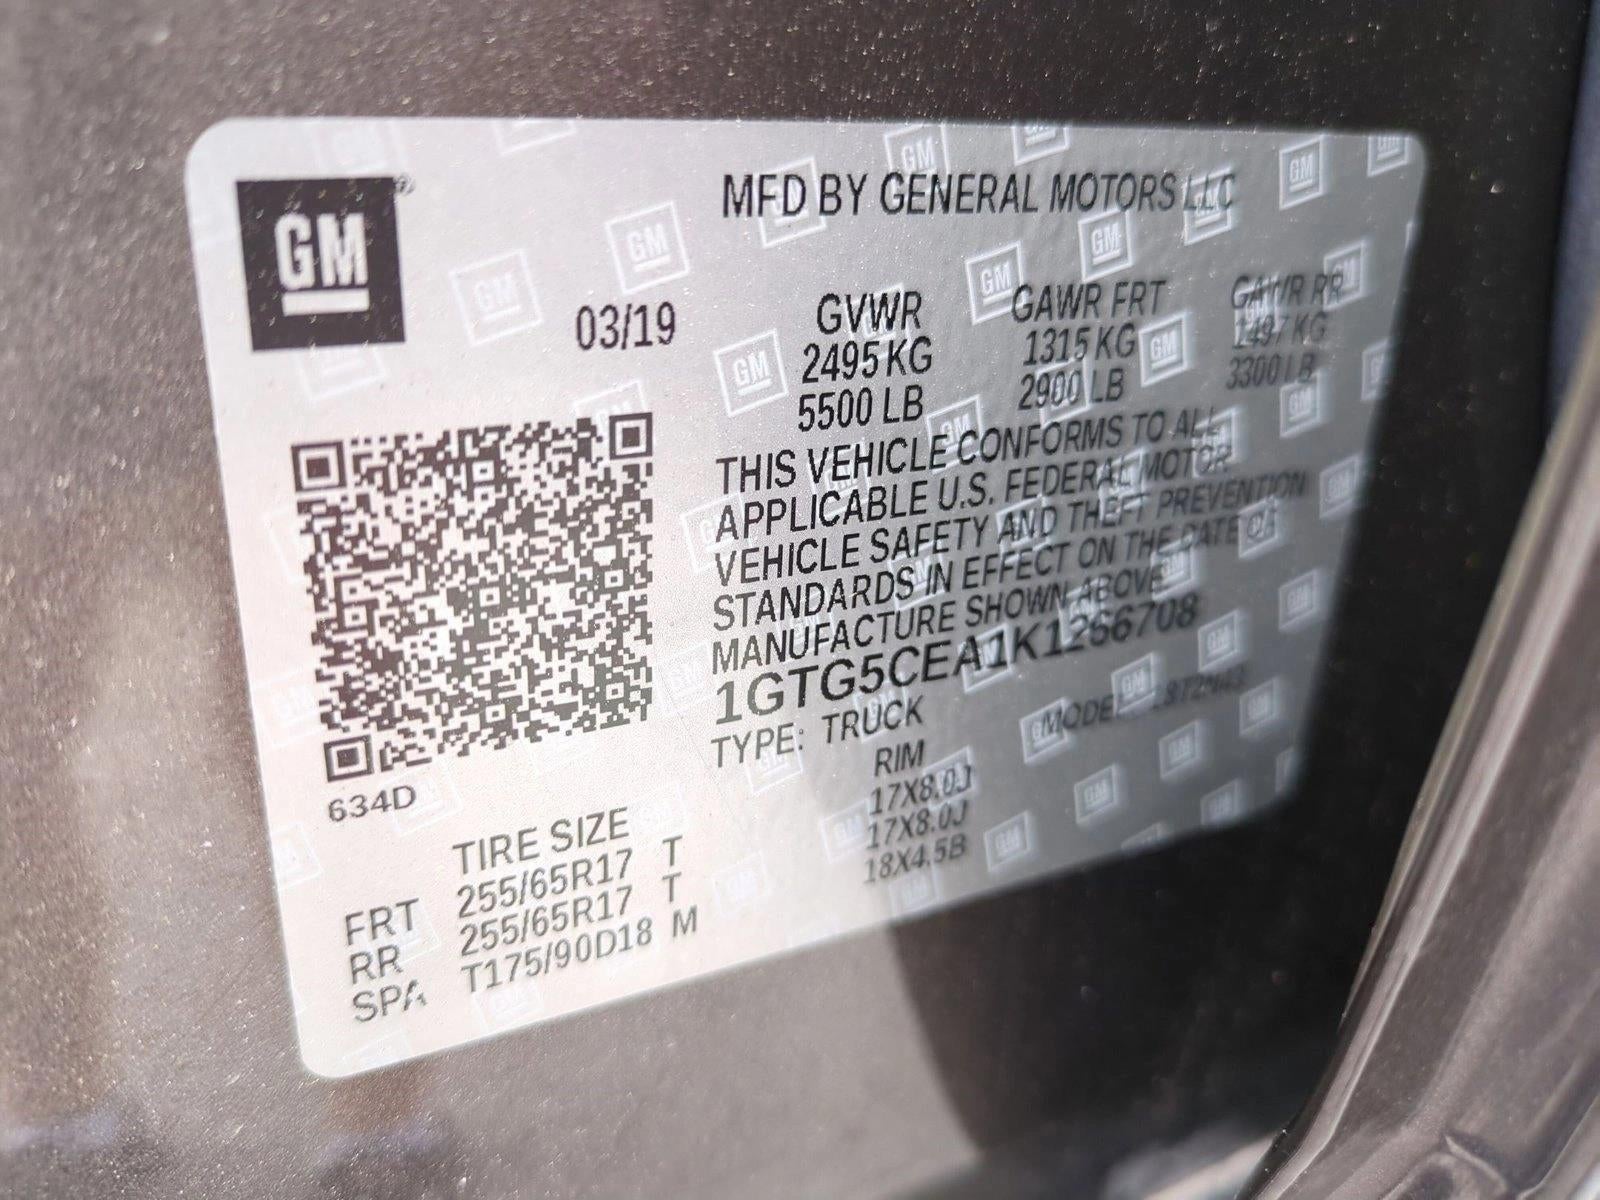 GM
MFD BY GENERAL MOTORS LLC
03/19
GVWR GAWR FRT GAWR RR
2495 KG 1315 KG 1497 KG
5500 LB 2900 LB 3300 LB
THIS VEHICLE CONFORMS TO ALL
APPLICABLE U.S. FEDERAL MOTOR
VEHICLE SAFETY AND THEFT PREVENTION
STANDARDS IN EFFECT ON THE DATE OF
MANUFACTURE SHOWN ABOVE
1GTG5CEA1K1266708
TYPE: TRUCK MODEL:
634D
TIRE SIZE RIM
FRT 255/65R17 T 17X8.0J
RR 255/65R17 T 17X8.0J
SPA T175/90D18 M 18X4.5B